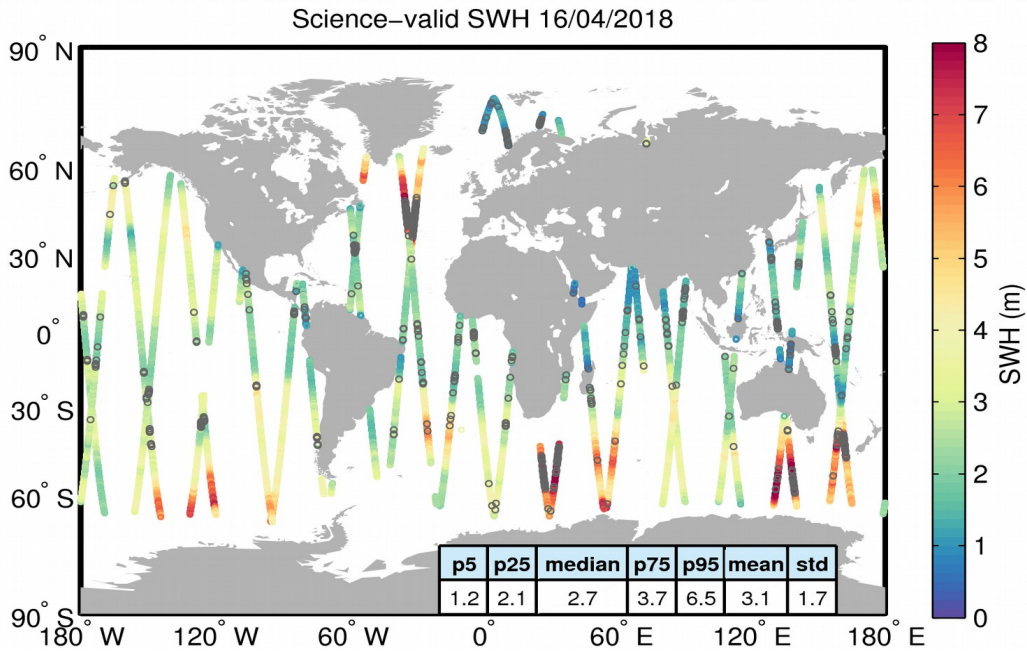 Science−valid SWH 16/04/2018
90° N
60° N
30° N
0°
30° S
60° S
90° S
180° W
120° W
60° W
0°
60° E
120° E
180° E
p5 p25 median p75 p95 mean std
1.2 2.1 2.7 3.7 6.5 3.1 1.7
8
7
6
5
4
3
2
1
0
SWH (m)